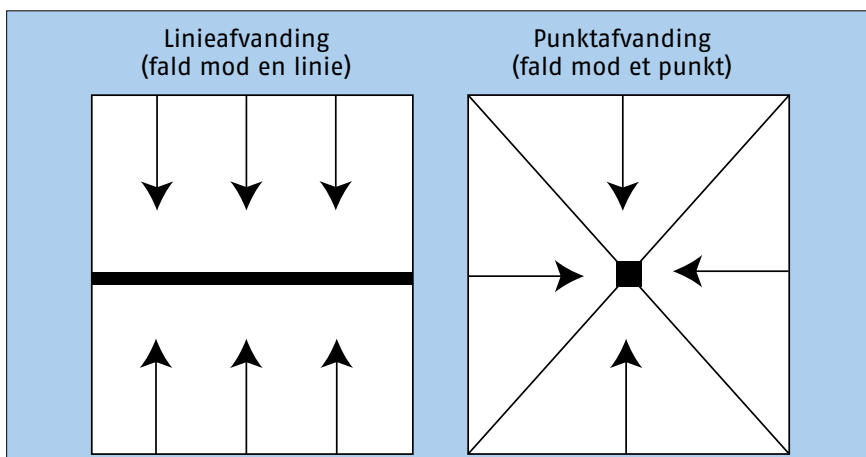 Linieafvanding
(fald mod en linie)
Punktafvanding
(fald mod et punkt)